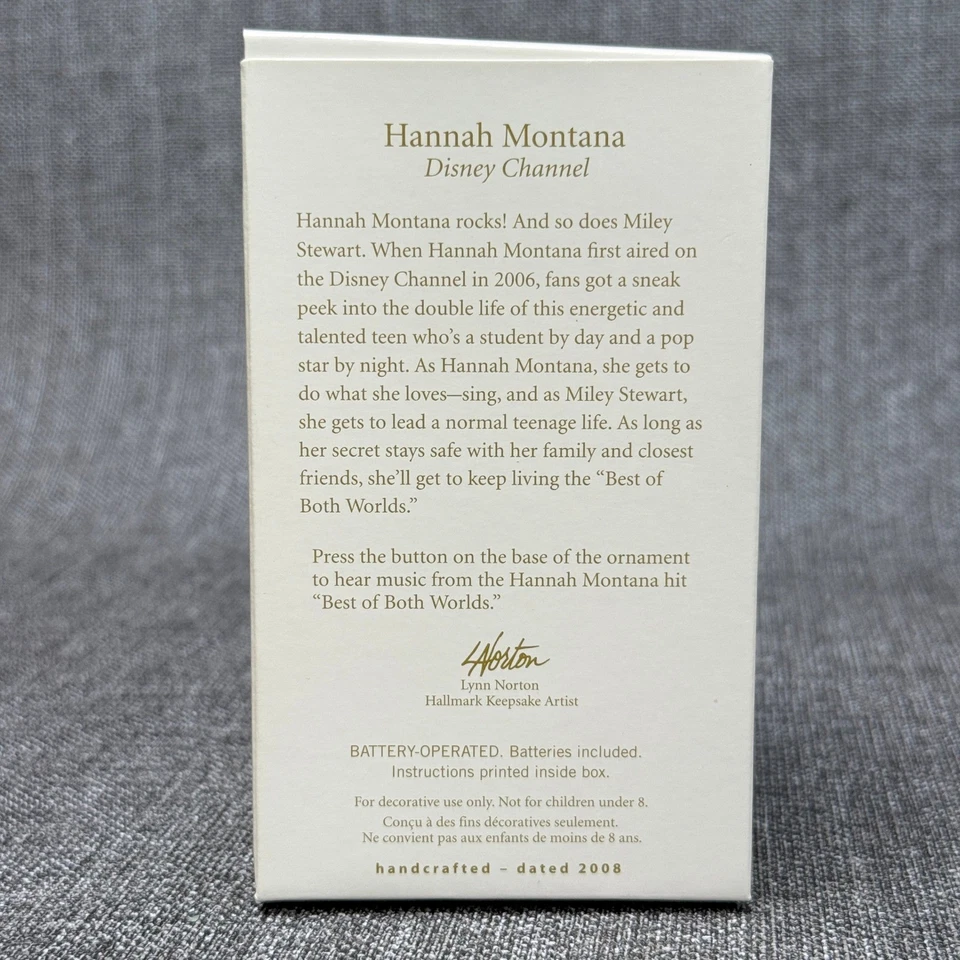 Hannah Montana
Disney Channel
Hannah Montana rocks! And so does Miley
Stewart. When Hannah Montana first aired on
the Disney Channel in 2006, fans got a sneak
peek into the double life of this energetic and
talented teen who's a student by day and a pop
star by night. As Hannah Montana, she gets to
do what she loves—sing, and as Miley Stewart,
she gets to lead a normal teenage life. As long as
her secret stays safe with her family and closest
friends, she'll get to keep living the “Best of
Both Worlds.”
Press the button on the base of the ornament
to hear music from the Hannah Montana hit
“Best of Both Worlds.”
LNorton
Lynn Norton
Hallmark Keepsake Artist
BATTERY-OPERATED. Batteries included.
Instructions printed inside box.
For decorative use only. Not for children under 8.
Conçu à des fins décoratives seulement.
Ne convient pas aux enfants de moins de 8 ans.
handcrafted – dated 2008